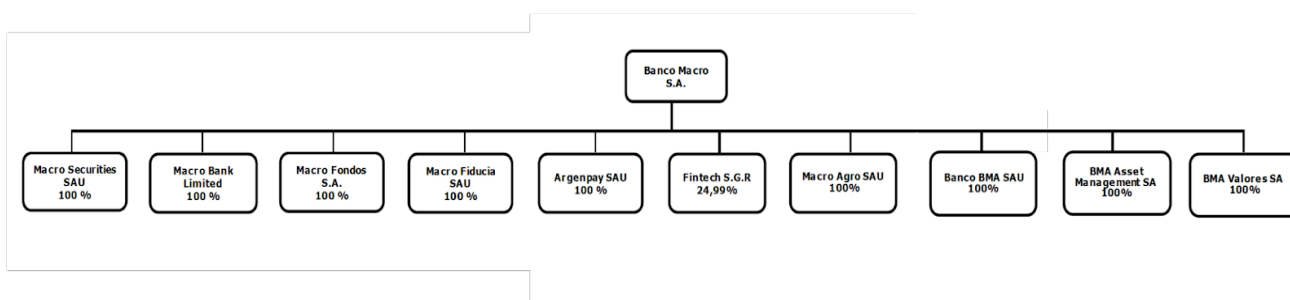 Banco Macro
S.A.
Macro Securities
SAU
100 %
Macro Bank
Limited
100 %
Macro Fondos
S.A.
100 %
Macro Fiducia
SAU
100 %
Argenpay SAU
100 %
Fintech S.G.R
24,99%
Macro Agro SAU
100%
Banco BMA SAU
100%
BMA Asset
Management SA
100%
BMA Valores SA
100%